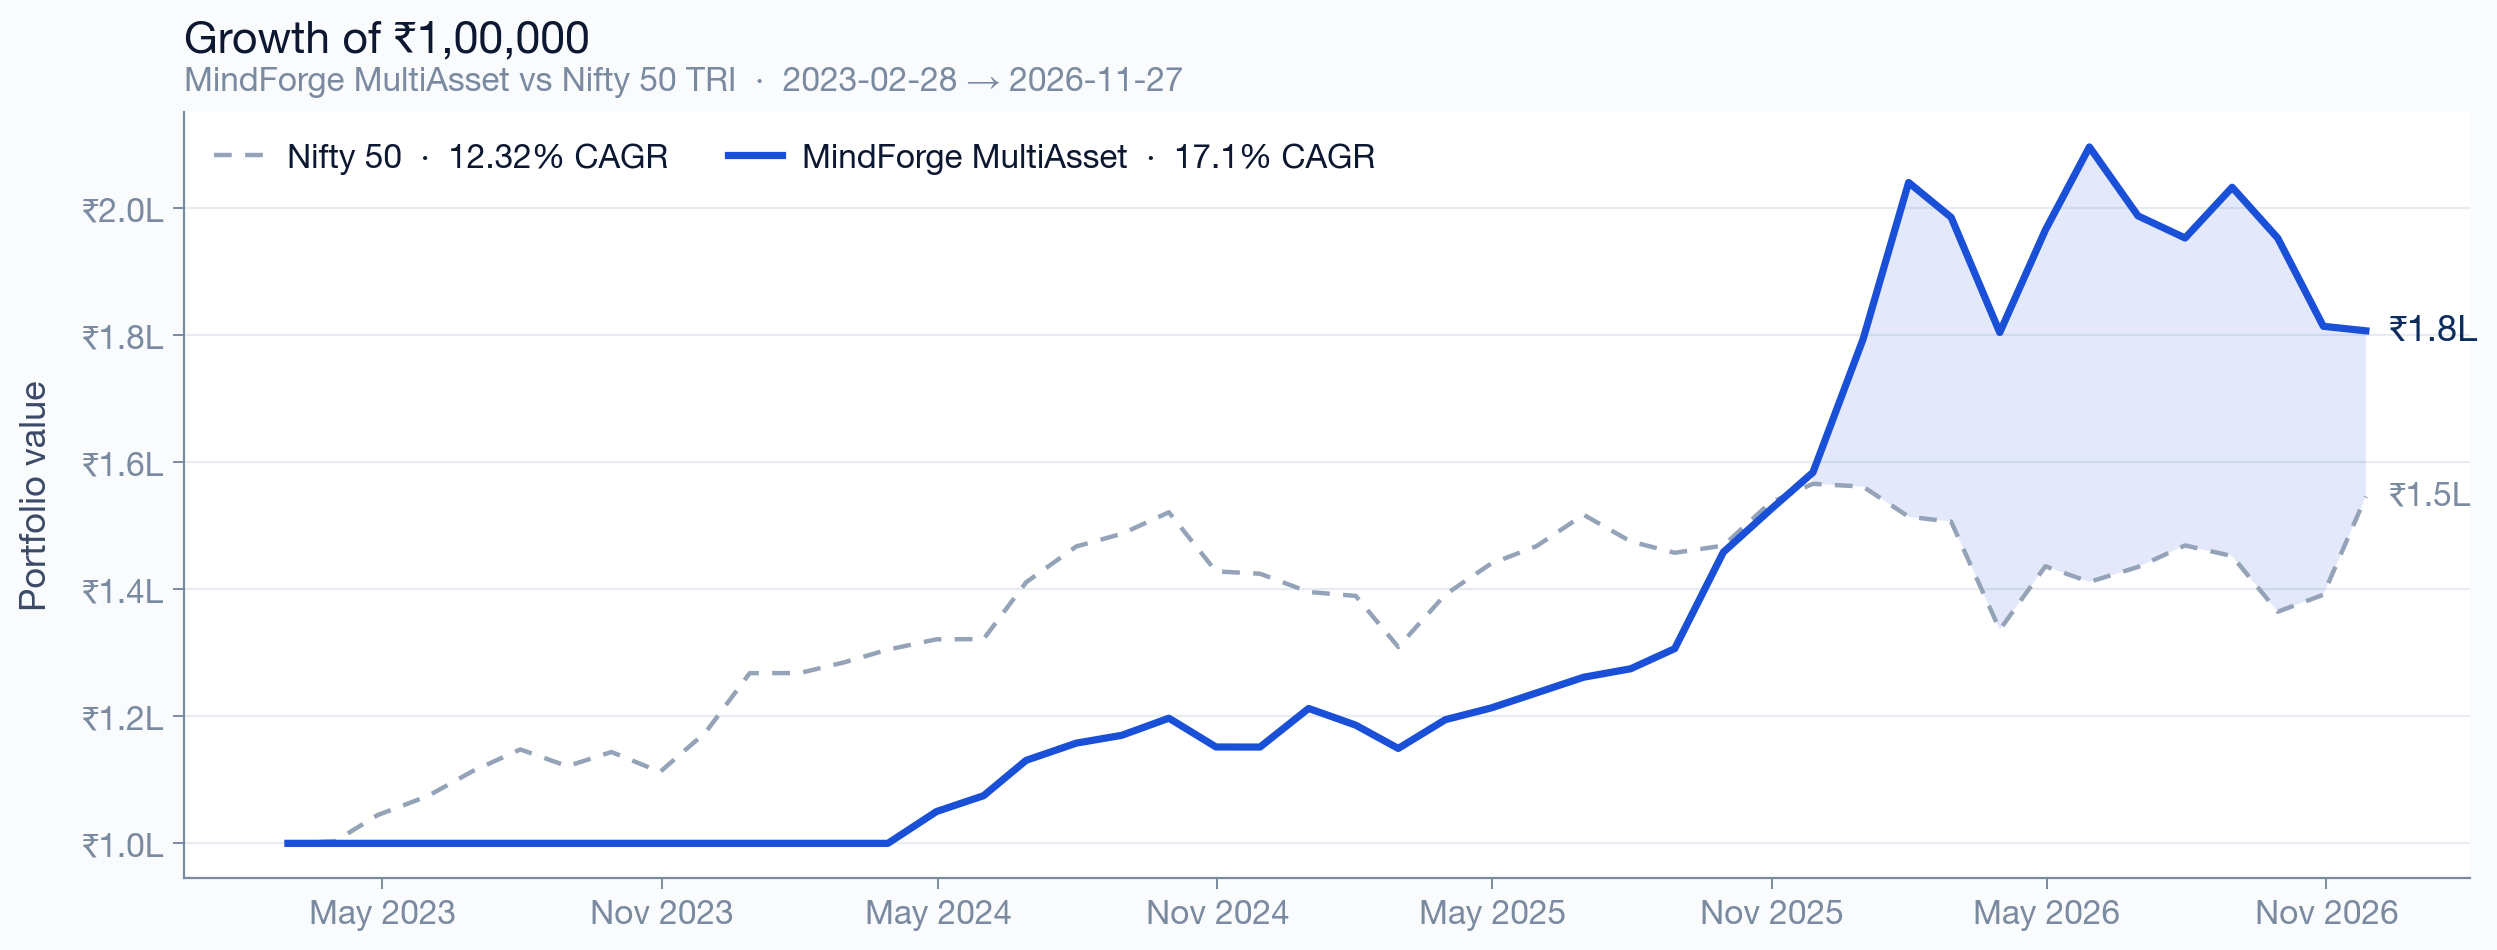 Growth of ₹1,00,000
MindForge MultiAsset vs Nifty 50 TRI · 2023-02-28 → 2026-11-27
Nifty 50 · 12.32% CAGR
MindForge MultiAsset · 17.1% CAGR
Portfolio value
₹2.0L
₹1.8L
₹1.6L
₹1.4L
₹1.2L
₹1.0L
₹1.8L
₹1.5L
May 2023
Nov 2023
May 2024
Nov 2024
May 2025
Nov 2025
May 2026
Nov 2026